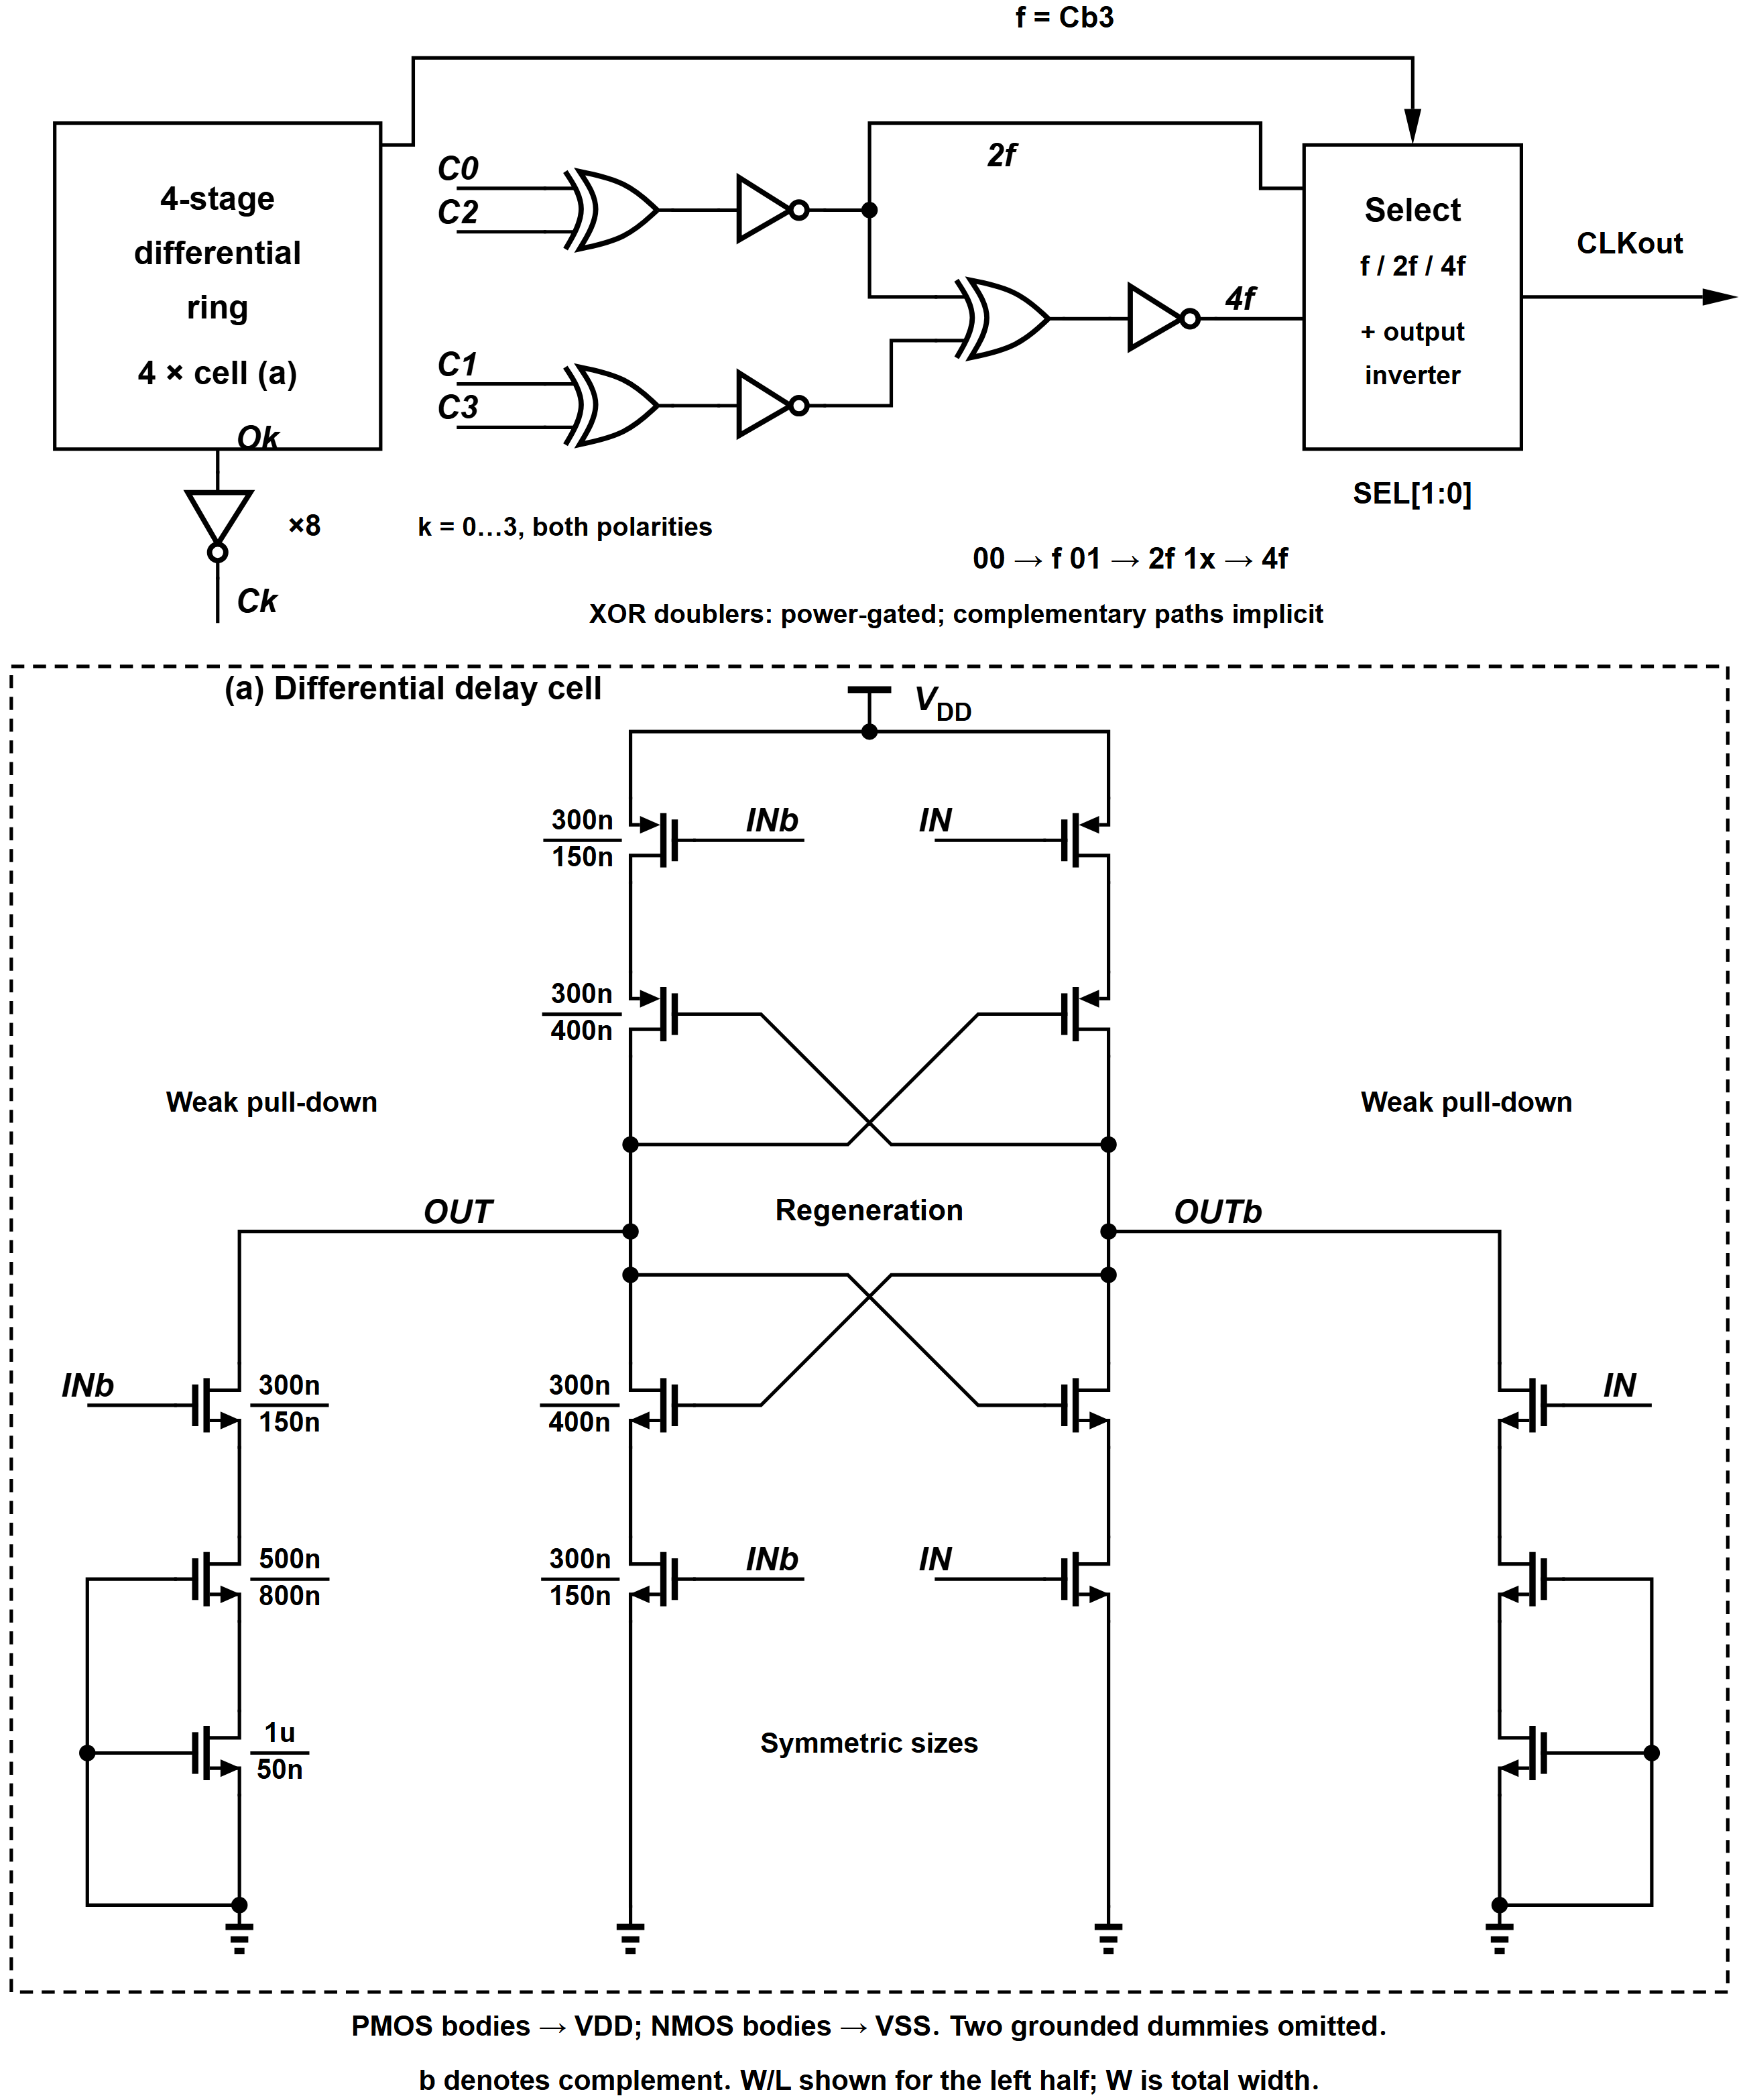 f = Cb3
4-stage
differential
ring
4 × cell (a)
Ok
×8
Ck
k = 0…3, both polarities
C0
C2
C1
C3
2f
4f
Select
f / 2f / 4f
+ output
inverter
CLKout
SEL[1:0]
00 → f 01 → 2f 1x → 4f
XOR doublers: power-gated; complementary paths implicit
(a) Differential delay cell
VDD
300n
150n
INb
IN
300n
400n
Weak pull-down
Weak pull-down
OUT
Regeneration
OUTb
INb
300n
150n
300n
400n
IN
500n
800n
300n
150n
INb
IN
1u
50n
Symmetric sizes
PMOS bodies → VDD; NMOS bodies → VSS. Two grounded dummies omitted.
b denotes complement. W/L shown for the left half; W is total width.